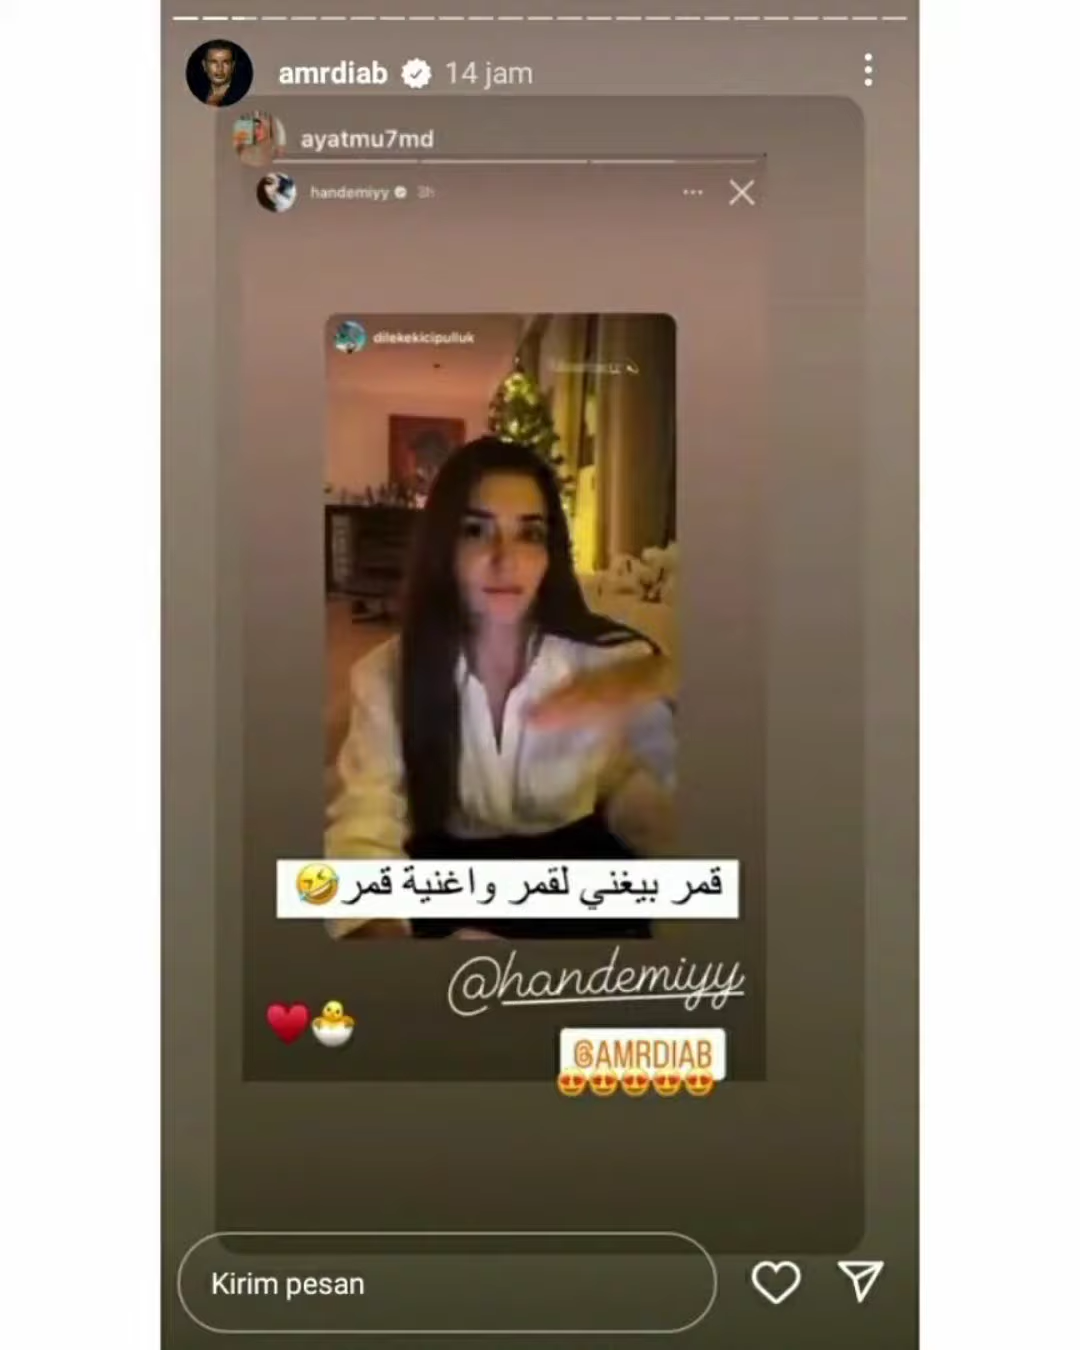 amrdiab 14 jam
ayatmu7md
handemiyy 3h
dilekekicipulluk
قمر بيغني لقمر واغنية قمر🤣
@handemiyy
♥️🐣
@AMRDIAB
😍😍😍😍😍
Kirim pesan